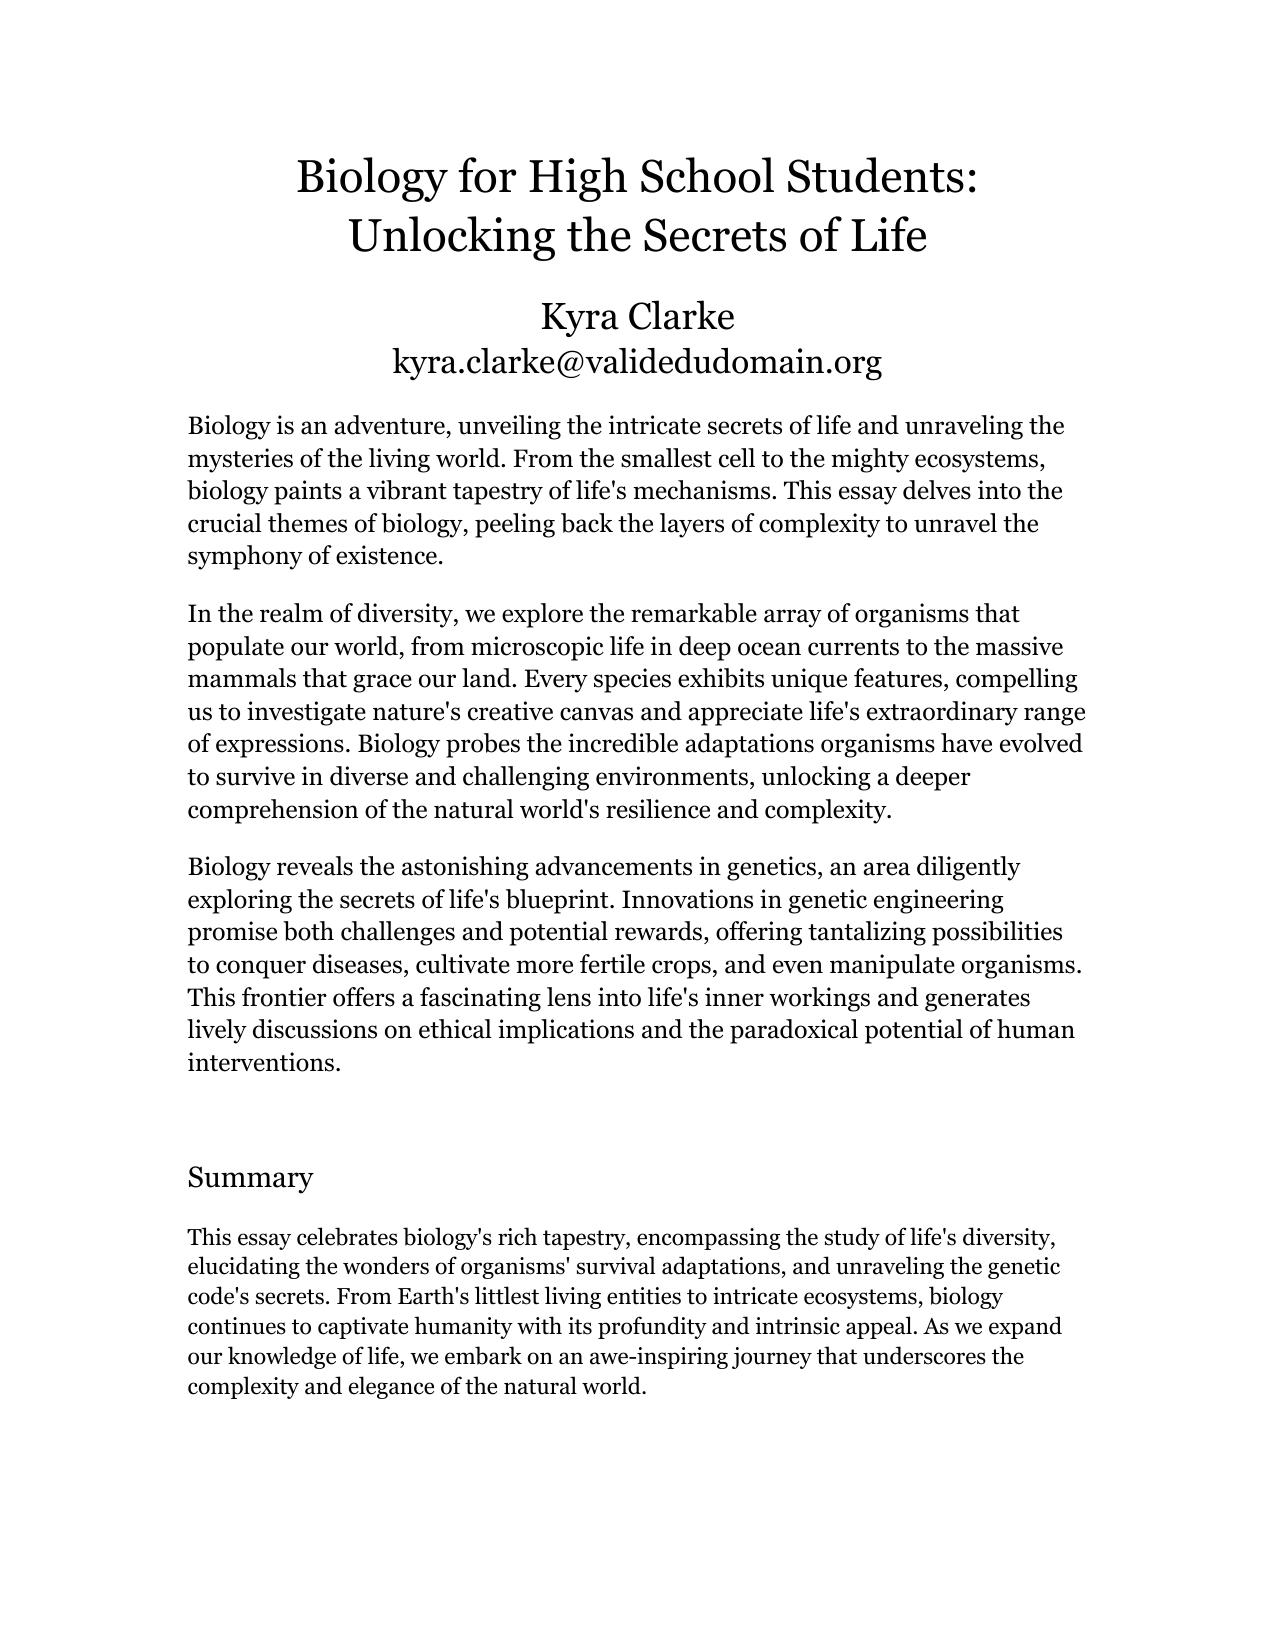 Biology for High School Students:
Unlocking the Secrets of Life
Kyra Clarke
kyra.clarke@validedudomain.org
Biology is an adventure, unveiling the intricate secrets of life and unraveling the
mysteries of the living world. From the smallest cell to the mighty ecosystems,
biology paints a vibrant tapestry of life's mechanisms. This essay delves into the
crucial themes of biology, peeling back the layers of complexity to unravel the
symphony of existence.
In the realm of diversity, we explore the remarkable array of organisms that
populate our world, from microscopic life in deep ocean currents to the massive
mammals that grace our land. Every species exhibits unique features, compelling
us to investigate nature's creative canvas and appreciate life's extraordinary range
of expressions. Biology probes the incredible adaptations organisms have evolved
to survive in diverse and challenging environments, unlocking a deeper
comprehension of the natural world's resilience and complexity.
Biology reveals the astonishing advancements in genetics, an area diligently
exploring the secrets of life's blueprint. Innovations in genetic engineering
promise both challenges and potential rewards, offering tantalizing possibilities
to conquer diseases, cultivate more fertile crops, and even manipulate organisms.
This frontier offers a fascinating lens into life's inner workings and generates
lively discussions on ethical implications and the paradoxical potential of human
interventions.
Summary
This essay celebrates biology's rich tapestry, encompassing the study of life's diversity,
elucidating the wonders of organisms' survival adaptations, and unraveling the genetic
code's secrets. From Earth's littlest living entities to intricate ecosystems, biology
continues to captivate humanity with its profundity and intrinsic appeal. As we expand
our knowledge of life, we embark on an awe-inspiring journey that underscores the
complexity and elegance of the natural world.